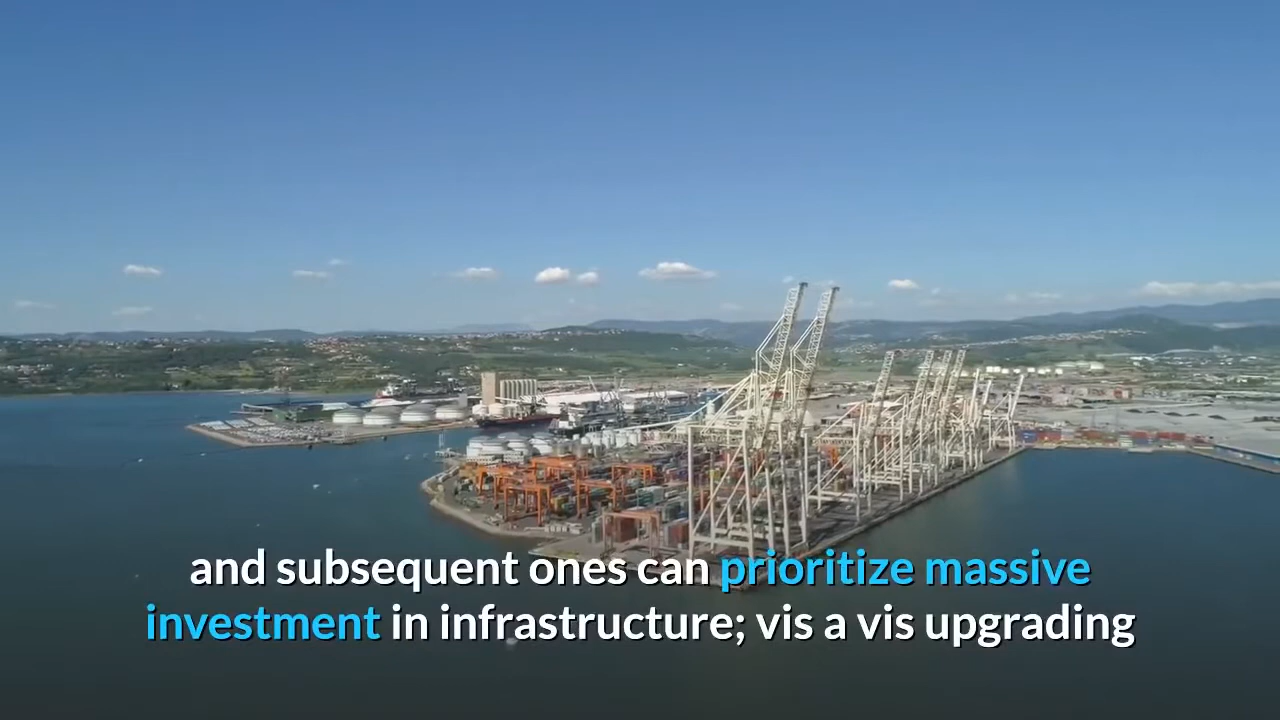 and subsequent ones can prioritize massive
investment in infrastructure; vis a vis upgrading